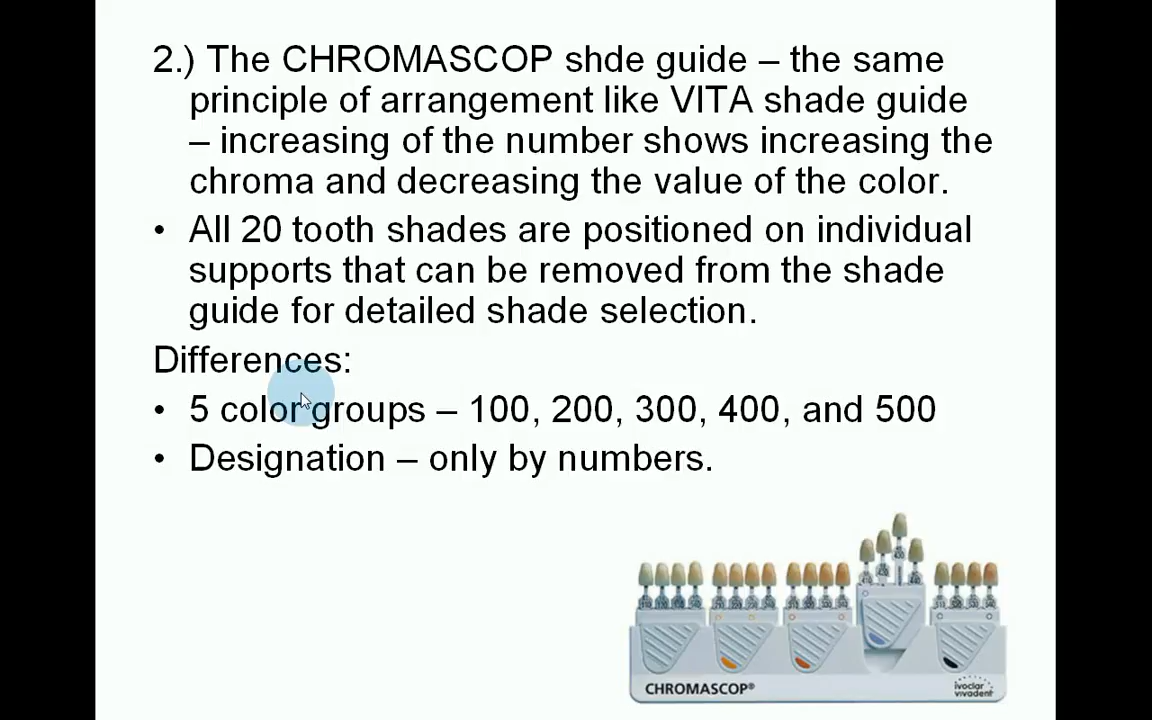 2.) The CHROMASCOP shde guide – the same
principle of arrangement like VITA shade guide
– increasing of the number shows increasing the
chroma and decreasing the value of the color.
• All 20 tooth shades are positioned on individual
supports that can be removed from the shade
guide for detailed shade selection.
Differences:
• 5 color groups – 100, 200, 300, 400, and 500
• Designation – only by numbers.
CHROMASCOP®
ivoclar
vivadent